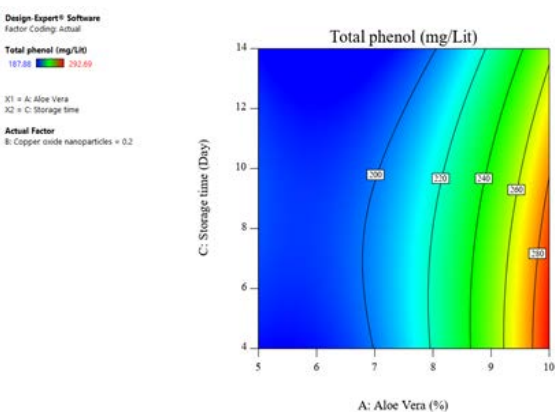 Design-Expert® Software
Factor Coding: Actual
Total phenol (mg/Lit)
187.88 292.69
X1 = A: Aloe Vera
X2 = C: Storage time
Actual Factor
B: Copper oxide nanoparticles = 0.2
Total phenol (mg/Lit)
C: Storage time (Day)
14
12
10
8
6
4
200
220
240
260
280
5 6 7 8 9 10
A: Aloe Vera (%)